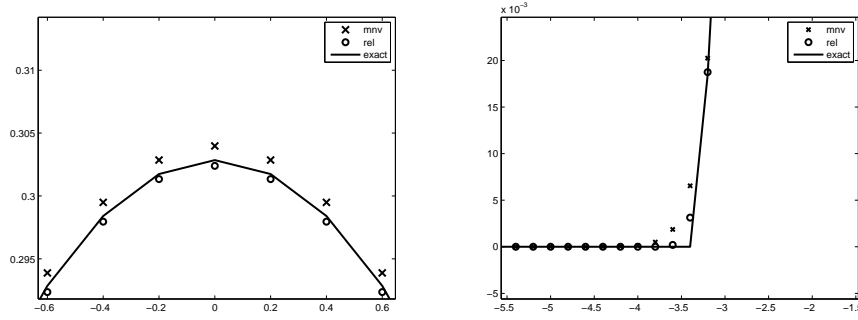 mnv
rel
exact
0.31
0.305
0.3
0.295
−0.6 −0.4 −0.2 0 0.2 0.4 0.6
x 10⁻³
mnv
rel
exact
20
15
10
5
0
−5
−5.5 −5 −4.5 −4 −3.5 −3 −2.5 −2 −1.5